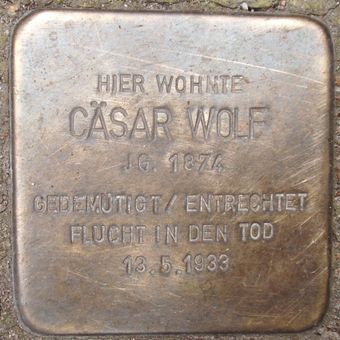 HIER WOHNTE
CÄSAR WOLF
JG. 1874
GEDEMÜTIGT / ENTRECHTET
FLUCHT IN DEN TOD
13.5.1933